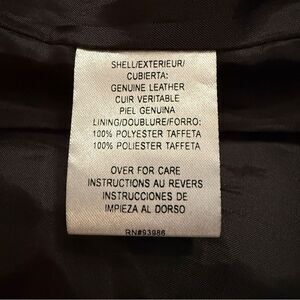 SHELL/EXTERIEUR/
CUBIERTA:
GENUINE LEATHER
CUIR VERITABLE
PIEL GENUINA
LINING/DOUBLURE/FORRO:
100% POLYESTER TAFFETA
100% POLIESTER TAFFETA
OVER FOR CARE
INSTRUCTIONS AU REVERS
INSTRUCCIONES DE
IMPIEZA AL DORSO
RN#93986